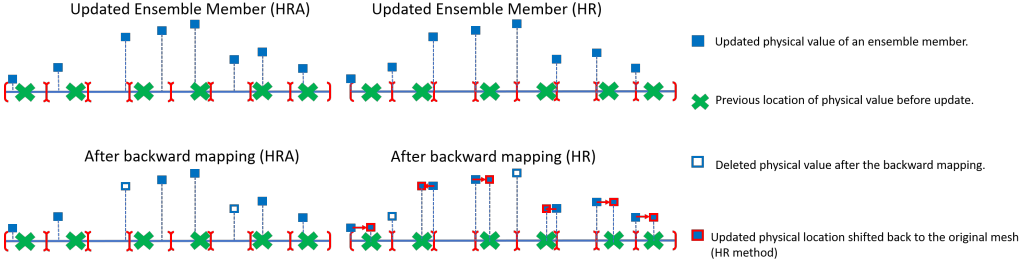 Updated Ensemble Member (HRA)
Updated Ensemble Member (HR)
Updated physical value of an ensemble member.
Previous location of physical value before update.
After backward mapping (HRA)
After backward mapping (HR)
Deleted physical value after the backward mapping.
Updated physical location shifted back to the original mesh
(HR method)